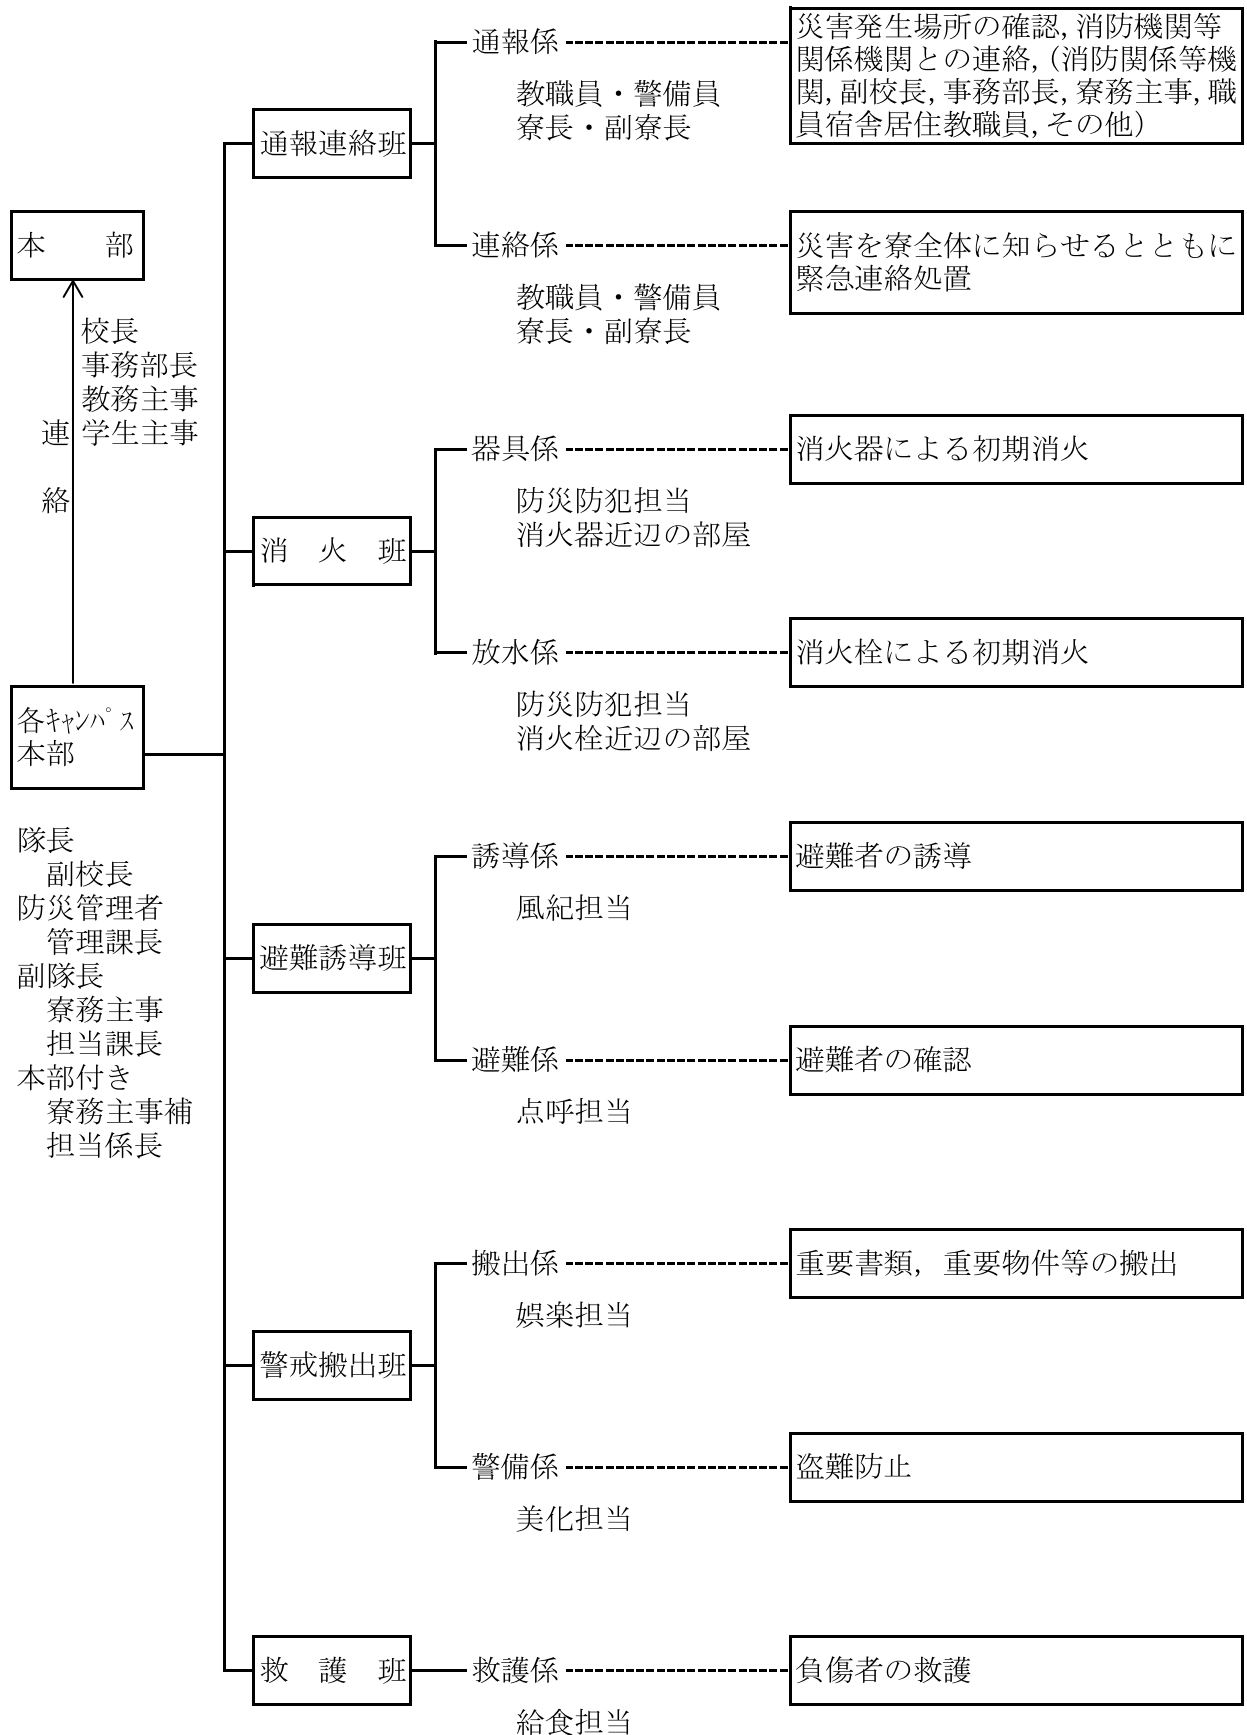 本　　部
校長
事務部長
教務主事
学生主事
連
絡
各ｷｬﾝﾊﾟｽ
本部
隊長
副校長
防災管理者
管理課長
副隊長
寮務主事
担当課長
本部付き
寮務主事補
担当係長
通報連絡班
通報係
教職員・警備員
寮長・副寮長
災害発生場所の確認，消防機関等
関係機関との連絡，（消防関係等機
関，副校長，事務部長，寮務主事，職
員宿舎居住教職員，その他）
連絡係
教職員・警備員
寮長・副寮長
災害を寮全体に知らせるとともに
緊急連絡処置
消　火　班
器具係
防災防犯担当
消火器近辺の部屋
消火器による初期消火
放水係
防災防犯担当
消火栓近辺の部屋
消火栓による初期消火
避難誘導班
誘導係
風紀担当
避難者の誘導
避難係
点呼担当
避難者の確認
警戒搬出班
搬出係
娯楽担当
重要書類，重要物件等の搬出
警備係
美化担当
盗難防止
救　護　班
救護係
給食担当
負傷者の救護